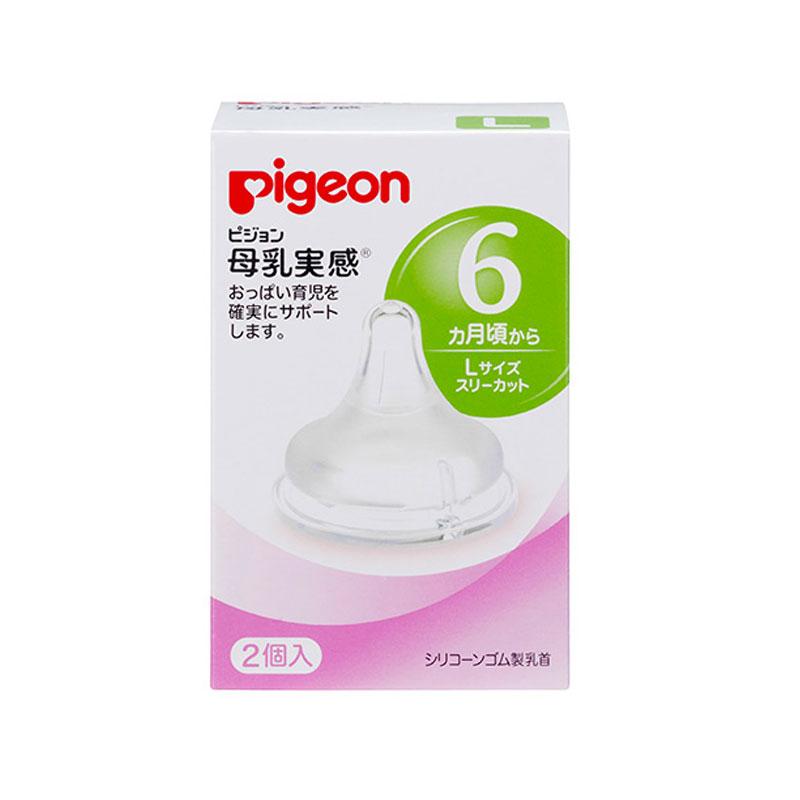 L
pigeon
ピジョン
母乳実感®
おっぱい育児を
確実にサポート
します。
6
カ月頃から
Lサイズ
スリーカット
2個入
シリコーンゴム製乳首